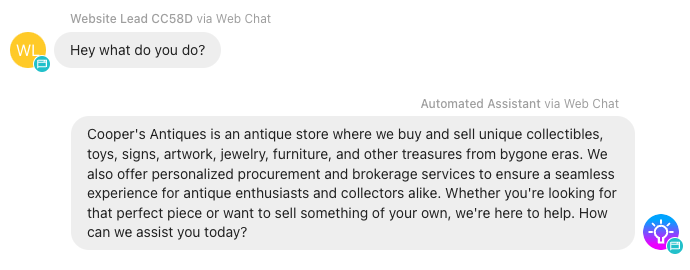 Website Lead CC58D via Web Chat
WL
Hey what do you do?
Automated Assistant via Web Chat
Cooper's Antiques is an antique store where we buy and sell unique collectibles,
toys, signs, artwork, jewelry, furniture, and other treasures from bygone eras. We
also offer personalized procurement and brokerage services to ensure a seamless
experience for antique enthusiasts and collectors alike. Whether you're looking for
that perfect piece or want to sell something of your own, we're here to help. How
can we assist you today?